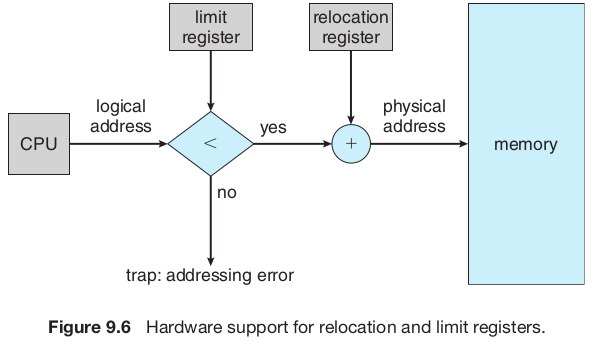 limit
register
relocation
register
logical
address
physical
address
CPU
<
yes
+
memory
no
trap: addressing error
Figure 9.6 Hardware support for relocation and limit registers.